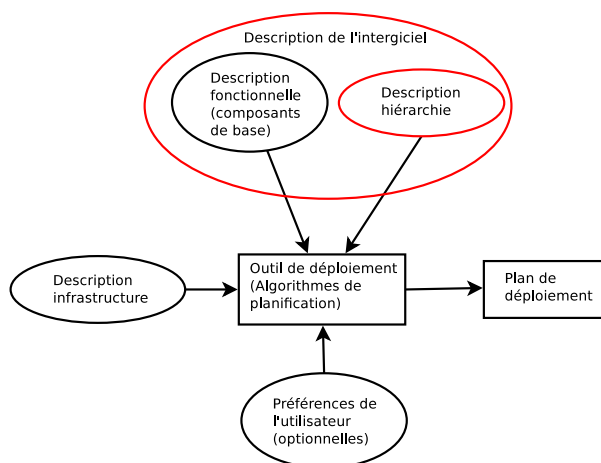 Description de l'intergiciel
Description
fonctionnelle
(composants
de base)
Description
hiérarchie
Description
infrastructure
Outil de déploiement
(Algorithmes de
planification)
Plan de
déploiement
Préférences de
l'utilisateur
(optionnelles)